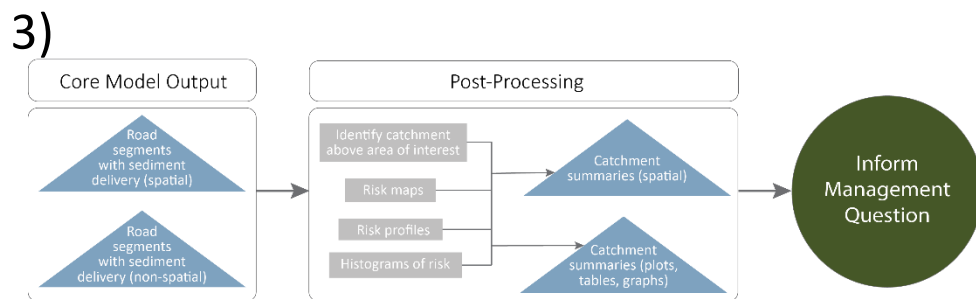 3)
Core Model Output
Post-Processing
Road
segments
with sediment
delivery (spatial)
Road
segments
with sediment
delivery (non-spatial)
Identify catchment
above area of interest
Risk maps
Risk profiles
Histograms of risk
Catchment
summaries (spatial)
Catchment
summaries (plots,
tables, graphs)
Inform
Management
Question